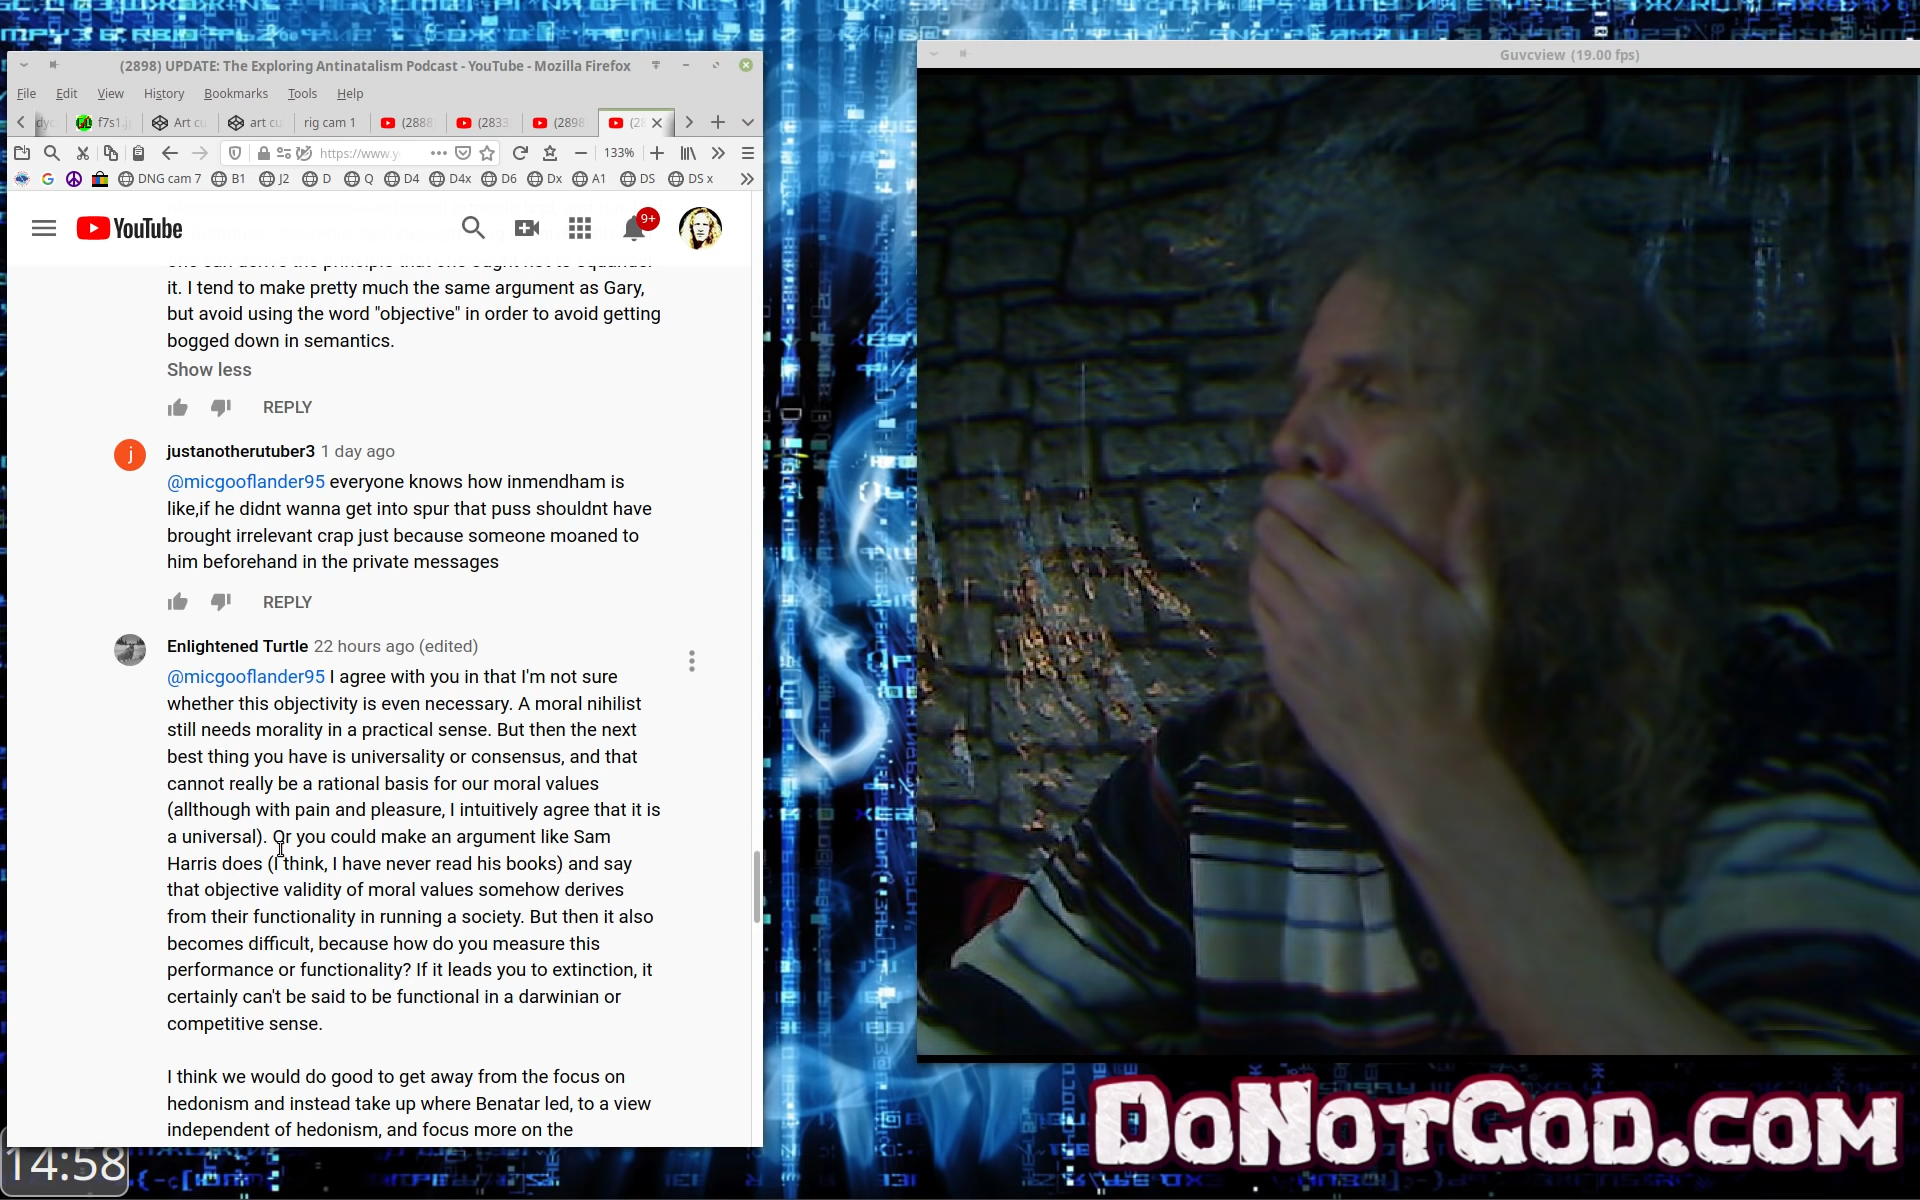 (2898) UPDATE: The Exploring Antinatalism Podcast - YouTube - Mozilla Firefox
File Edit View History Bookmarks Tools Help
f7s1.j Art cu art cu rig cam 1 (2888 (2833 (2898 (28
https://www.y 133%
G DNG cam 7 B1 J2 D Q D4 D4x D6 Dx A1 DS DS x
YouTube 9+
it. I tend to make pretty much the same argument as Gary,
but avoid using the word "objective" in order to avoid getting
bogged down in semantics.
Show less
REPLY
j justanotherutuber3 1 day ago
@micgooflander95 everyone knows how inmendham is
like,if he didnt wanna get into spur that puss shouldnt have
brought irrelevant crap just because someone moaned to
him beforehand in the private messages
REPLY
Enlightened Turtle 22 hours ago (edited)
@micgooflander95 I agree with you in that I'm not sure
whether this objectivity is even necessary. A moral nihilist
still needs morality in a practical sense. But then the next
best thing you have is universality or consensus, and that
cannot really be a rational basis for our moral values
(allthough with pain and pleasure, I intuitively agree that it is
a universal). Or you could make an argument like Sam
Harris does (I think, I have never read his books) and say
that objective validity of moral values somehow derives
from their functionality in running a society. But then it also
becomes difficult, because how do you measure this
performance or functionality? If it leads you to extinction, it
certainly can't be said to be functional in a darwinian or
competitive sense.
I think we would do good to get away from the focus on
hedonism and instead take up where Benatar led, to a view
independent of hedonism, and focus more on the
14:58
Guvcview (19.00 fps)
DoNotGod.com